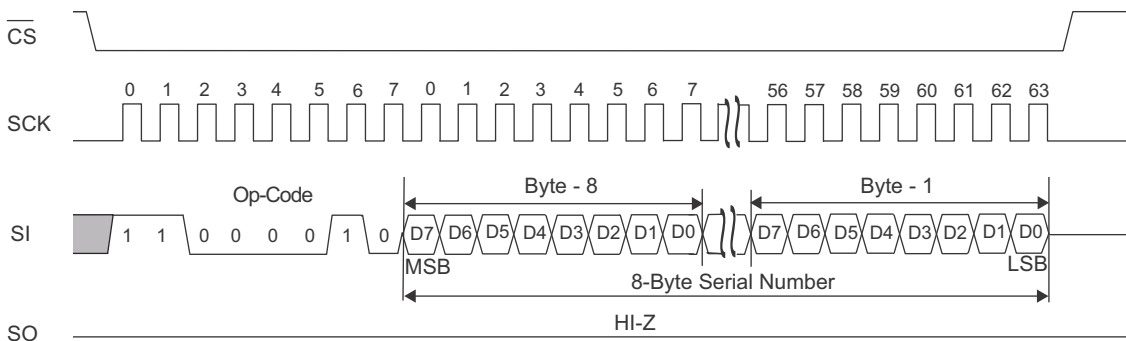 CS
0 1 2 3 4 5 6 7 0 1 2 3 4 5 6 7 56 57 58 59 60 61 62 63
SCK
Op-Code Byte - 8 Byte - 1
SI 1 1 0 0 0 0 1 0 D7 D6 D5 D4 D3 D2 D1 D0 D7 D6 D5 D4 D3 D2 D1 D0
MSB LSB
8-Byte Serial Number
HI-Z
SO